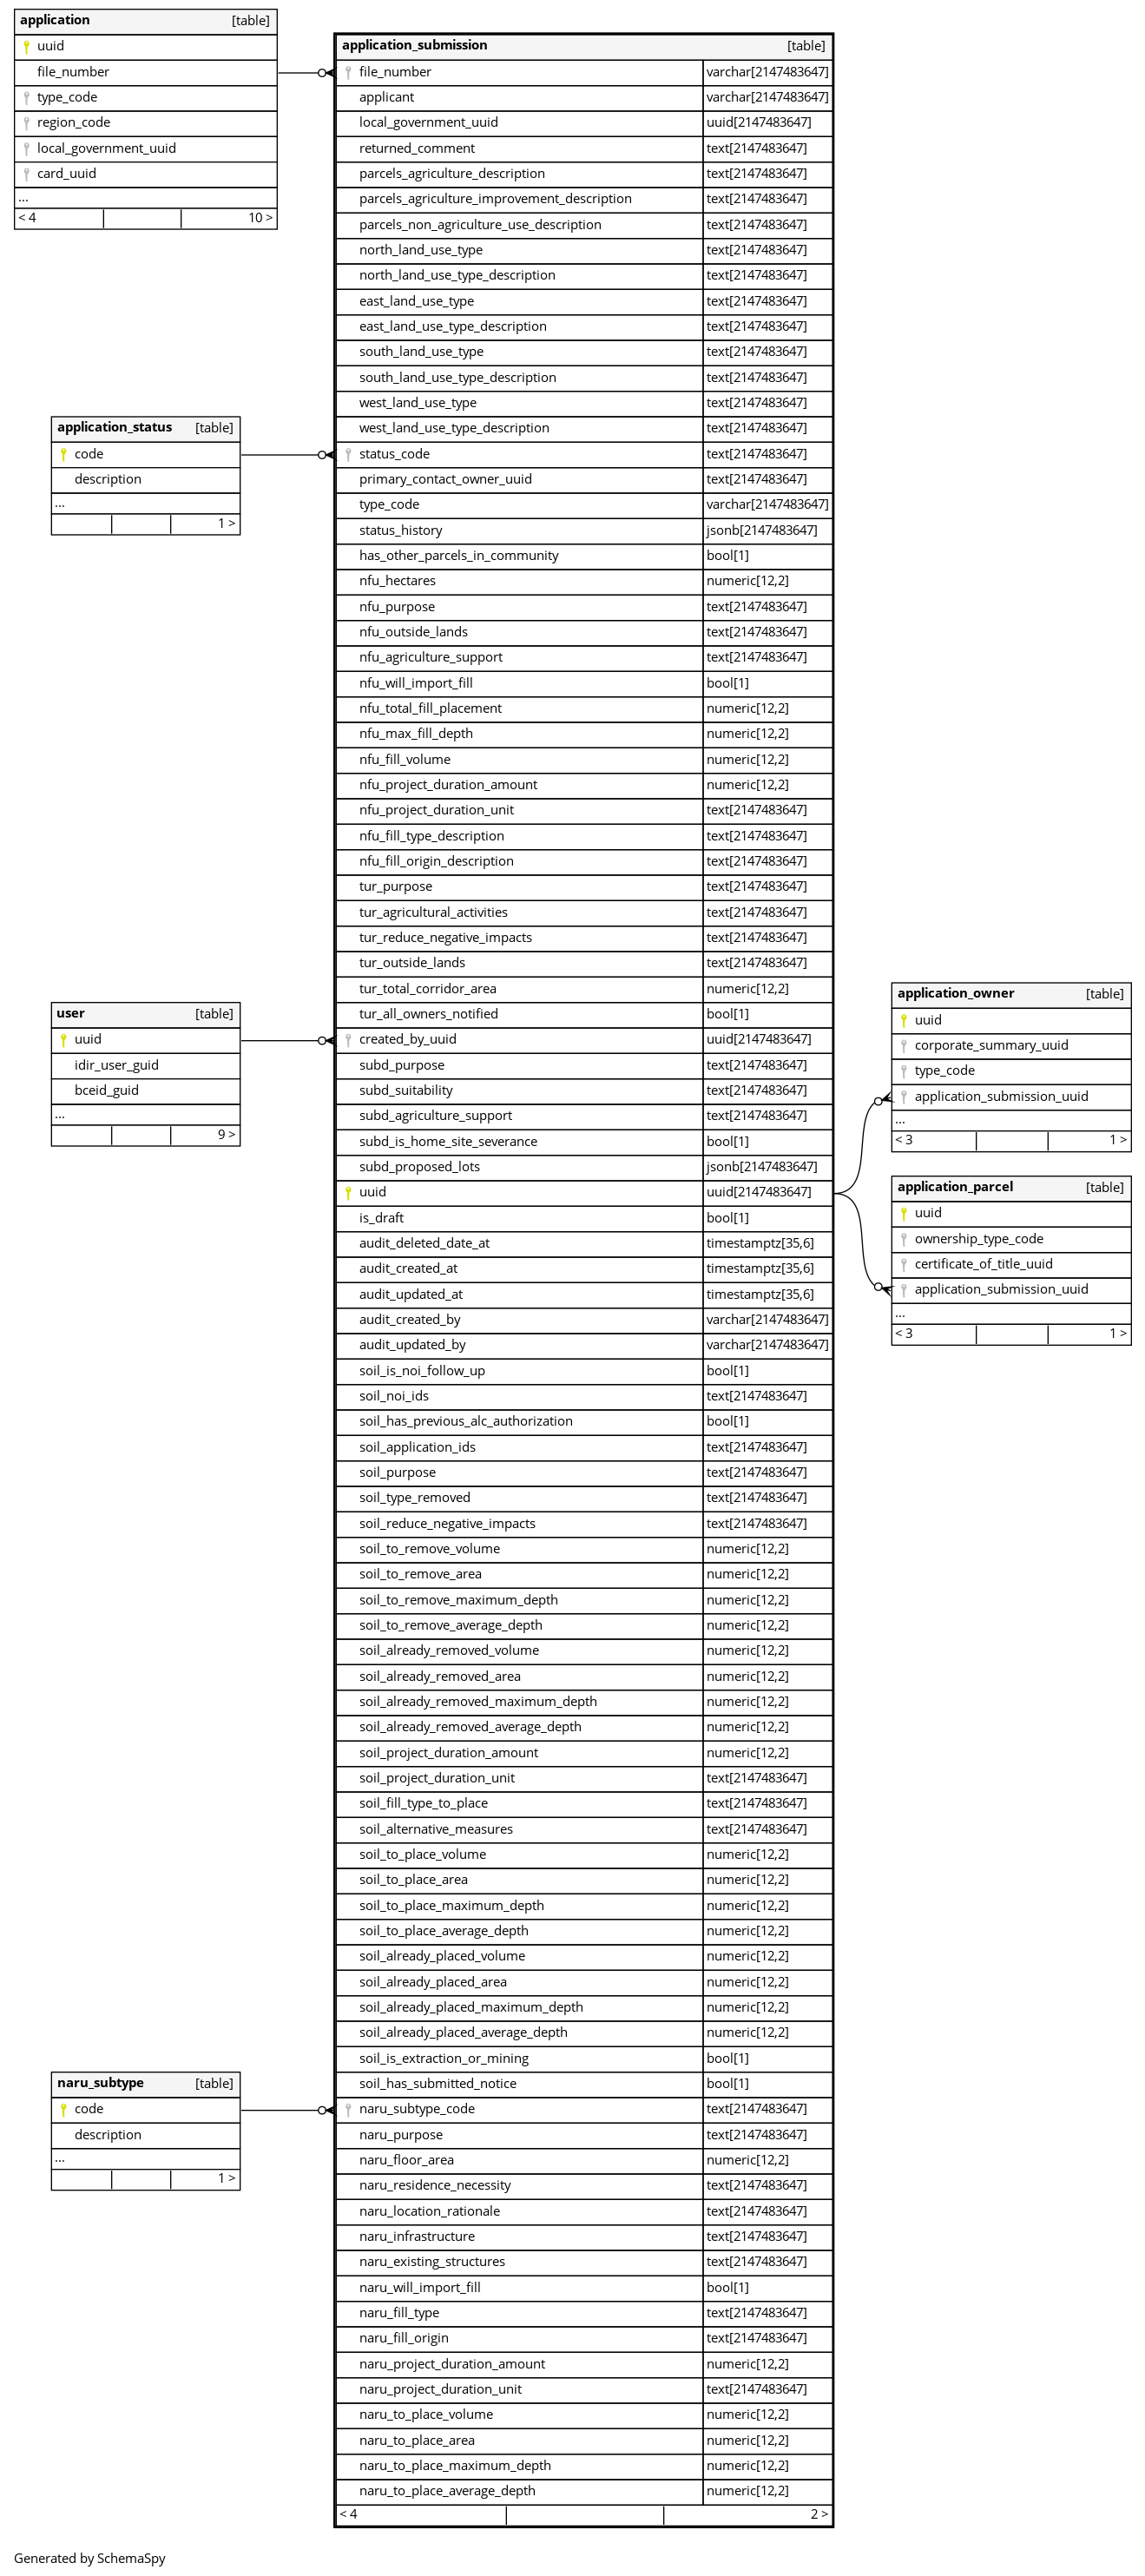 application [table]
uuid
file_number
type_code
region_code
local_government_uuid
card_uuid
...
< 4 10 >
application_submission [table]
file_number varchar[2147483647]
applicant varchar[2147483647]
local_government_uuid uuid[2147483647]
returned_comment text[2147483647]
parcels_agriculture_description text[2147483647]
parcels_agriculture_improvement_description text[2147483647]
parcels_non_agriculture_use_description text[2147483647]
north_land_use_type text[2147483647]
north_land_use_type_description text[2147483647]
east_land_use_type text[2147483647]
east_land_use_type_description text[2147483647]
south_land_use_type text[2147483647]
south_land_use_type_description text[2147483647]
west_land_use_type text[2147483647]
west_land_use_type_description text[2147483647]
status_code text[2147483647]
primary_contact_owner_uuid text[2147483647]
type_code varchar[2147483647]
status_history jsonb[2147483647]
has_other_parcels_in_community bool[1]
nfu_hectares numeric[12,2]
nfu_purpose text[2147483647]
nfu_outside_lands text[2147483647]
nfu_agriculture_support text[2147483647]
nfu_will_import_fill bool[1]
nfu_total_fill_placement numeric[12,2]
nfu_max_fill_depth numeric[12,2]
nfu_fill_volume numeric[12,2]
nfu_project_duration_amount numeric[12,2]
nfu_project_duration_unit text[2147483647]
nfu_fill_type_description text[2147483647]
nfu_fill_origin_description text[2147483647]
tur_purpose text[2147483647]
tur_agricultural_activities text[2147483647]
tur_reduce_negative_impacts text[2147483647]
tur_outside_lands text[2147483647]
tur_total_corridor_area numeric[12,2]
tur_all_owners_notified bool[1]
created_by_uuid uuid[2147483647]
subd_purpose text[2147483647]
subd_suitability text[2147483647]
subd_agriculture_support text[2147483647]
subd_is_home_site_severance bool[1]
subd_proposed_lots jsonb[2147483647]
uuid uuid[2147483647]
is_draft bool[1]
audit_deleted_date_at timestamptz[35,6]
audit_created_at timestamptz[35,6]
audit_updated_at timestamptz[35,6]
audit_created_by varchar[2147483647]
audit_updated_by varchar[2147483647]
soil_is_noi_follow_up bool[1]
soil_noi_ids text[2147483647]
soil_has_previous_alc_authorization bool[1]
soil_application_ids text[2147483647]
soil_purpose text[2147483647]
soil_type_removed text[2147483647]
soil_reduce_negative_impacts text[2147483647]
soil_to_remove_volume numeric[12,2]
soil_to_remove_area numeric[12,2]
soil_to_remove_maximum_depth numeric[12,2]
soil_to_remove_average_depth numeric[12,2]
soil_already_removed_volume numeric[12,2]
soil_already_removed_area numeric[12,2]
soil_already_removed_maximum_depth numeric[12,2]
soil_already_removed_average_depth numeric[12,2]
soil_project_duration_amount numeric[12,2]
soil_project_duration_unit text[2147483647]
soil_fill_type_to_place text[2147483647]
soil_alternative_measures text[2147483647]
soil_to_place_volume numeric[12,2]
soil_to_place_area numeric[12,2]
soil_to_place_maximum_depth numeric[12,2]
soil_to_place_average_depth numeric[12,2]
soil_already_placed_volume numeric[12,2]
soil_already_placed_area numeric[12,2]
soil_already_placed_maximum_depth numeric[12,2]
soil_already_placed_average_depth numeric[12,2]
soil_is_extraction_or_mining bool[1]
soil_has_submitted_notice bool[1]
naru_subtype_code text[2147483647]
naru_purpose text[2147483647]
naru_floor_area numeric[12,2]
naru_residence_necessity text[2147483647]
naru_location_rationale text[2147483647]
naru_infrastructure text[2147483647]
naru_existing_structures text[2147483647]
naru_will_import_fill bool[1]
naru_fill_type text[2147483647]
naru_fill_origin text[2147483647]
naru_project_duration_amount numeric[12,2]
naru_project_duration_unit text[2147483647]
naru_to_place_volume numeric[12,2]
naru_to_place_area numeric[12,2]
naru_to_place_maximum_depth numeric[12,2]
naru_to_place_average_depth numeric[12,2]
< 4 2 >
application_status [table]
code
description
...
1 >
user [table]
uuid
idir_user_guid
bceid_guid
...
9 >
naru_subtype [table]
code
description
...
1 >
application_owner [table]
uuid
corporate_summary_uuid
type_code
application_submission_uuid
...
< 3 1 >
application_parcel [table]
uuid
ownership_type_code
certificate_of_title_uuid
application_submission_uuid
...
< 3 1 >
Generated by SchemaSpy